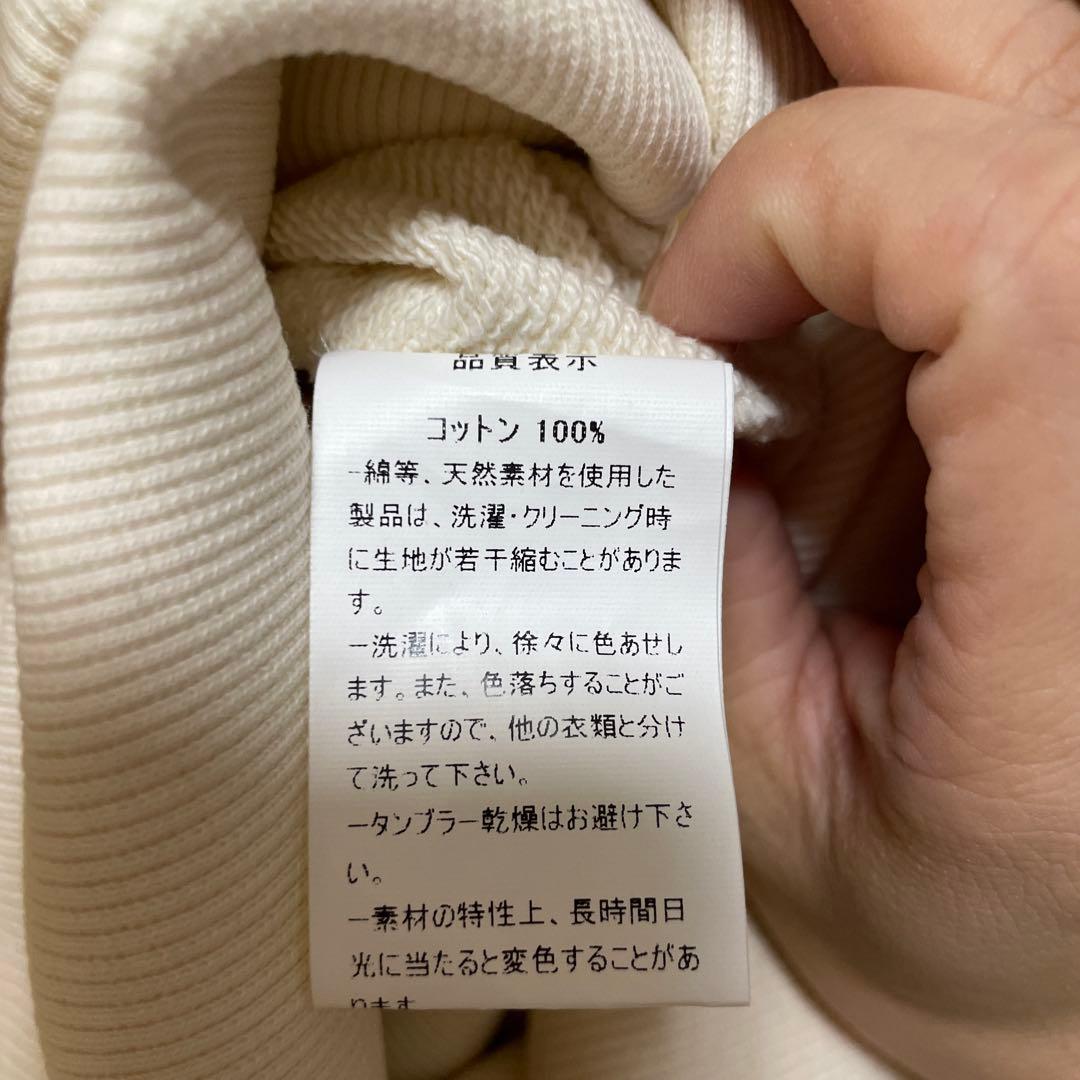 品質表示
コットン 100%
-綿等、天然素材を使用した
製品は、洗濯・クリーニング時
に生地が若干縮むことがありま
す。
-洗濯により、徐々に色あせし
ます。また、色落ちすることがご
ざいますので、他の衣類と分け
て洗って下さい。
-タンブラー乾燥はお避け下さ
い。
-素材の特性上、長時間日
光に当たると変色することがあ
ります